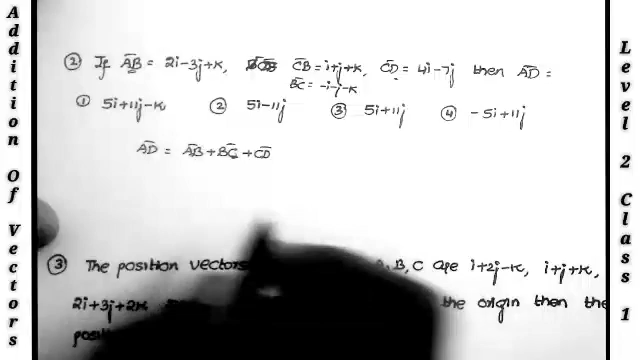 Addition Of Vectors
② If AB̅ = 2i-3j+k, CB̅ = i+j+k, CD̅ = 4i-7j then AD̅ =
BC̅ = -i-j-k
① 5i+11j-k ② 5i-11j ③ 5i+11j ④ -5i+11j
AD̅ = AB̅ + BC̅ + CD̅
③ The position vectors B, C are i+2j-k, i+j+k,
2i+3j+2k the origin then the
Level 2 Class 1